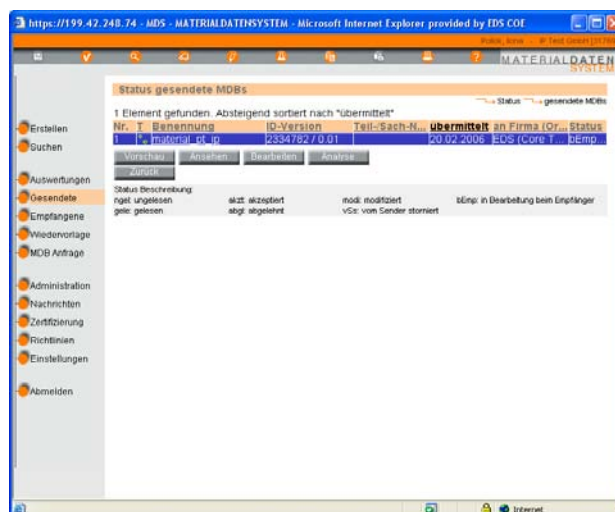 https://199.42.248.74 - MDS - MATERIALDATENSYSTEM - Microsoft Internet Explorer provided by EDS COE
IP Test GmbH
MATERIALDATEN
SYSTEM
Status gesendete MDBs
Status gesendete MDBs
1 Element gefunden. Absteigend sortiert nach "übermittelt"
Nr. T Benennung ID-Version Teil-/Sach-N... übermittelt an Firma (Or... Status
1 material_pt_ip 2334782 / 0.01 20.02.2006 EDS (Core T... bEmp:
Vorschau Ansehen Bearbeiten Analyse
Zurück
Status Beschreibung:
ngel: ungelesen akzt: akzeptiert modi: modifiziert bEmp: in Bearbeitung beim Empfänger
gele: gelesen abgl: abgelehnt vSs: vom Sender storniert
Erstellen
Suchen
Auswertungen
Gesendete
Empfangene
Wiedervorlage
MDB Anfrage
Administration
Nachrichten
Zertifizierung
Richtlinien
Einstellungen
Abmelden
Internet